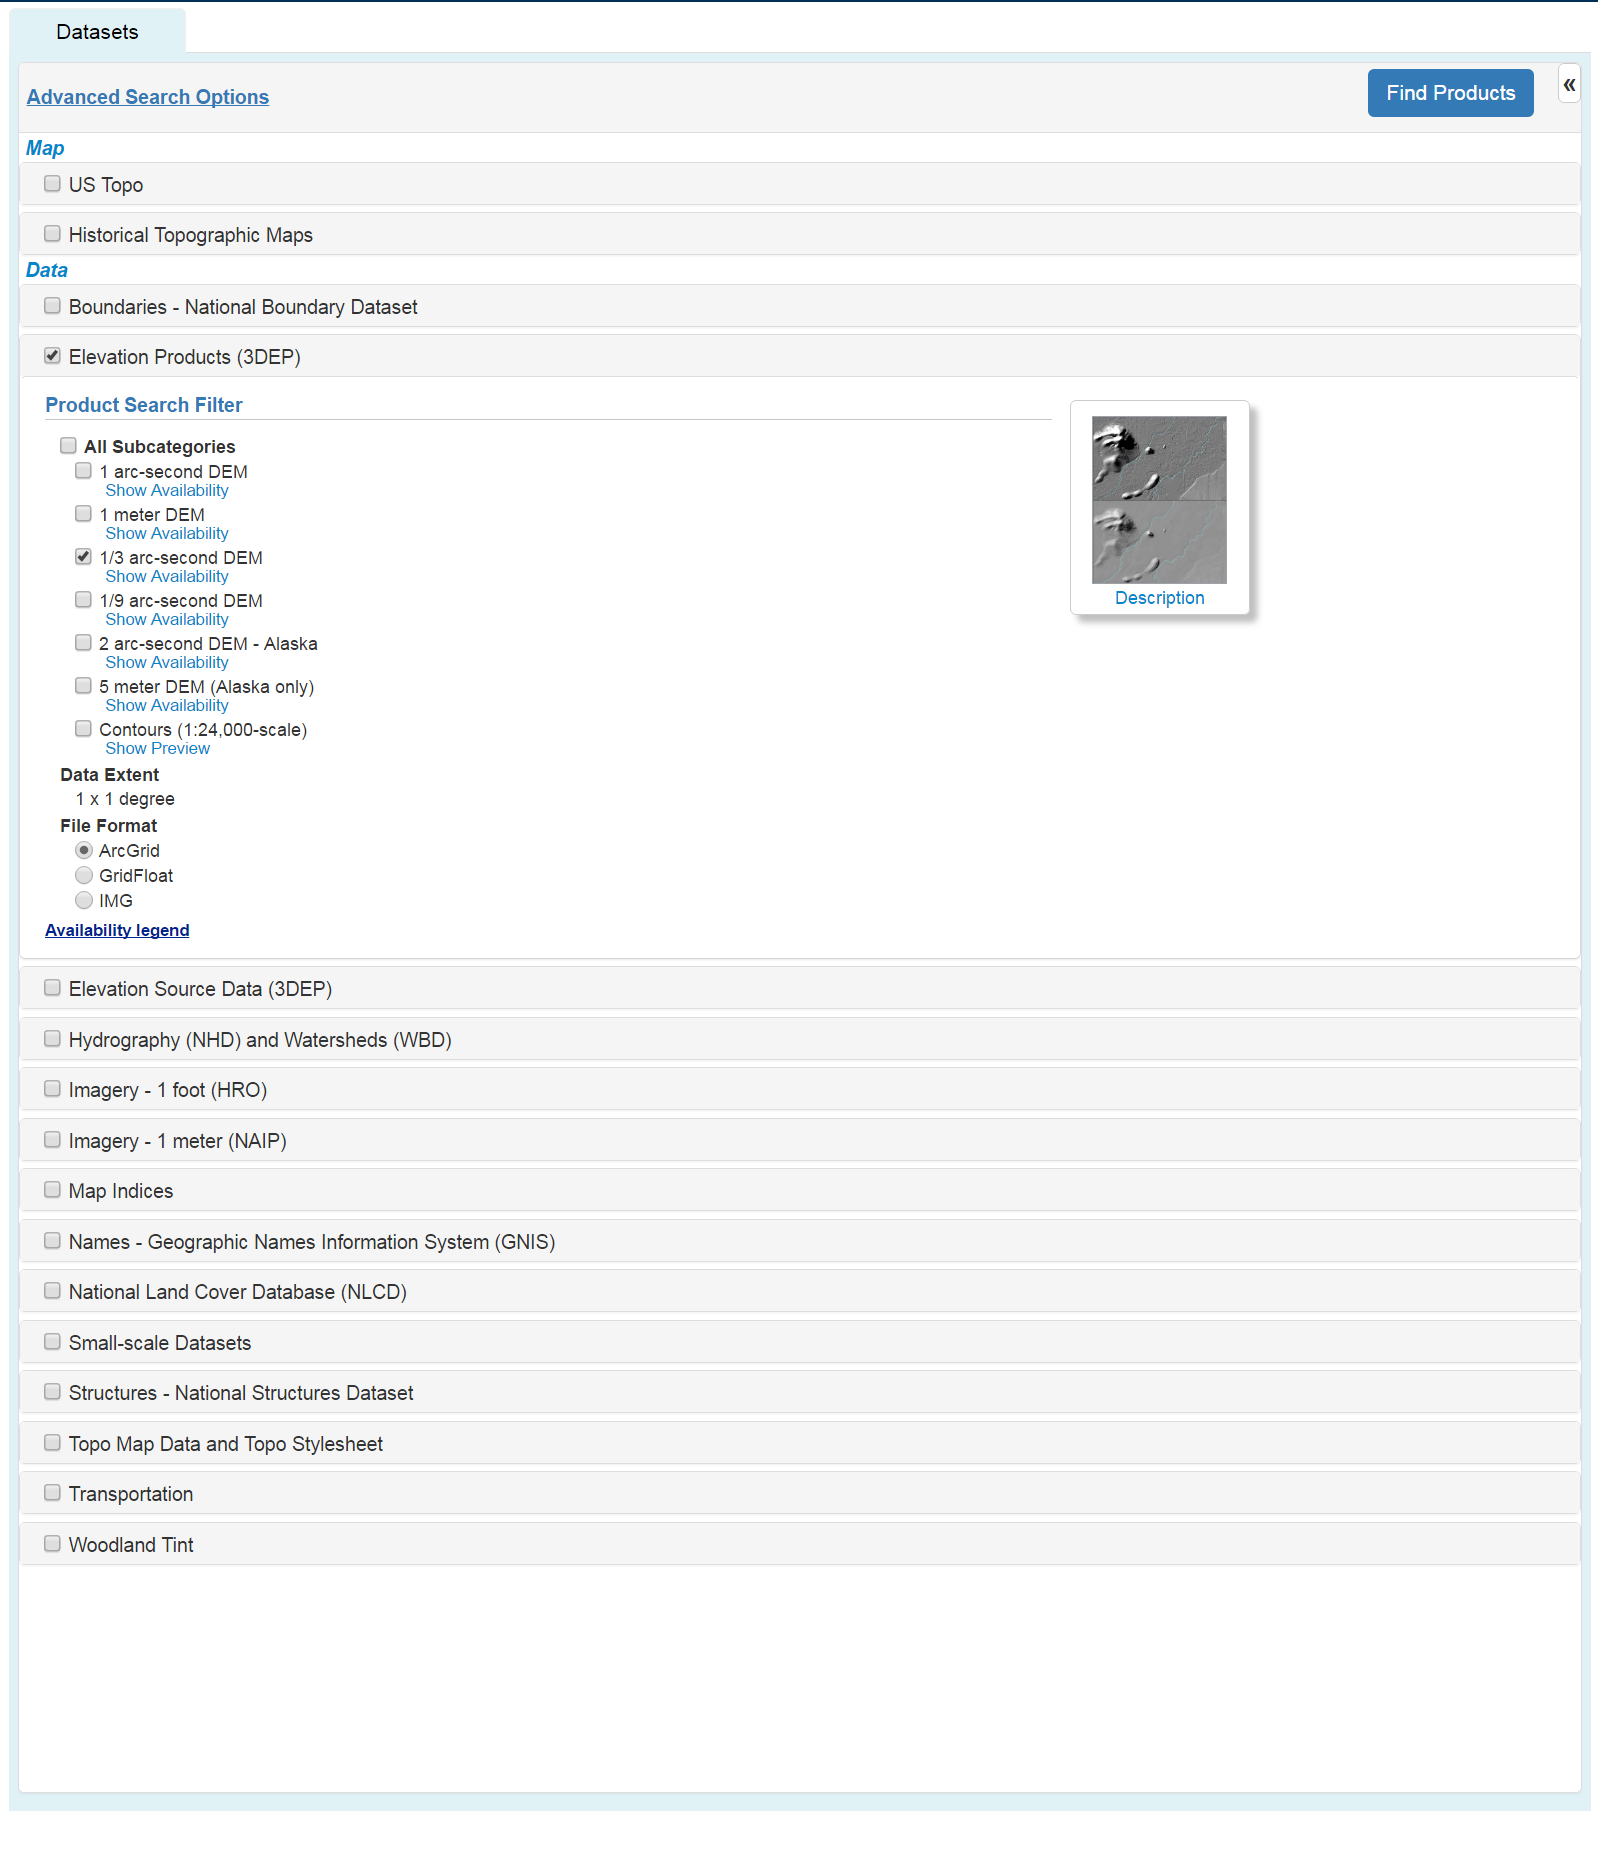 Datasets
Advanced Search Options
Find Products
«
Map
US Topo
Historical Topographic Maps
Data
Boundaries - National Boundary Dataset
Elevation Products (3DEP)
Product Search Filter
All Subcategories
1 arc-second DEM
Show Availability
1 meter DEM
Show Availability
1/3 arc-second DEM
Show Availability
1/9 arc-second DEM
Show Availability
2 arc-second DEM - Alaska
Show Availability
5 meter DEM (Alaska only)
Show Availability
Contours (1:24,000-scale)
Show Preview
Data Extent
1 x 1 degree
File Format
ArcGrid
GridFloat
IMG
Availability legend
Description
Elevation Source Data (3DEP)
Hydrography (NHD) and Watersheds (WBD)
Imagery - 1 foot (HRO)
Imagery - 1 meter (NAIP)
Map Indices
Names - Geographic Names Information System (GNIS)
National Land Cover Database (NLCD)
Small-scale Datasets
Structures - National Structures Dataset
Topo Map Data and Topo Stylesheet
Transportation
Woodland Tint